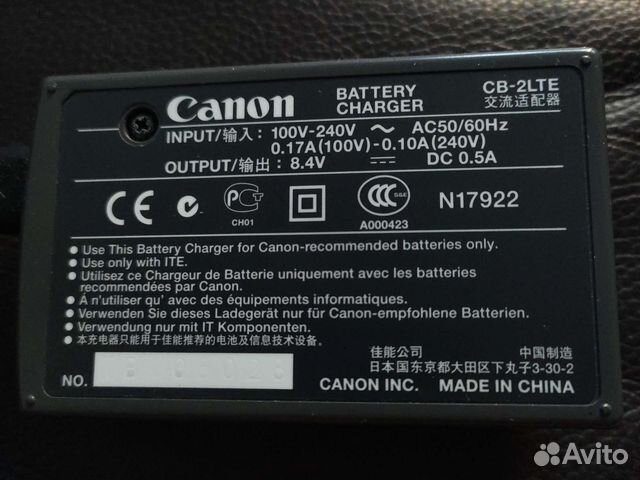 Canon
BATTERY CHARGER
CB-2LTE
交流适配器
INPUT/输入: 100V-240V ～ AC50/60Hz
0.17A(100V)-0.10A(240V)
OUTPUT/输出: 8.4V ⎓ DC 0.5A
CE
PCT
CH01
CCC
S&E
A000423
N17922
● Use This Battery Charger for Canon-recommended batteries only.
● Use only with ITE.
● Utilisez ce Chargeur de Batterie uniquement avec les batteries
recommandées par Canon.
● À n'utiliser qu' avec des équipements informatiques.
● Verwenden Sie dieses Ladegerät nur für Canon-empfohlene Batterien.
● Verwendung nur mit IT Komponenten.
● 本充电器只能用于佳能推荐的电池及信息技术设备。
佳能公司 中国制造
日本国东京都大田区下丸子3-30-2
NO.
CANON INC. MADE IN CHINA
Avito